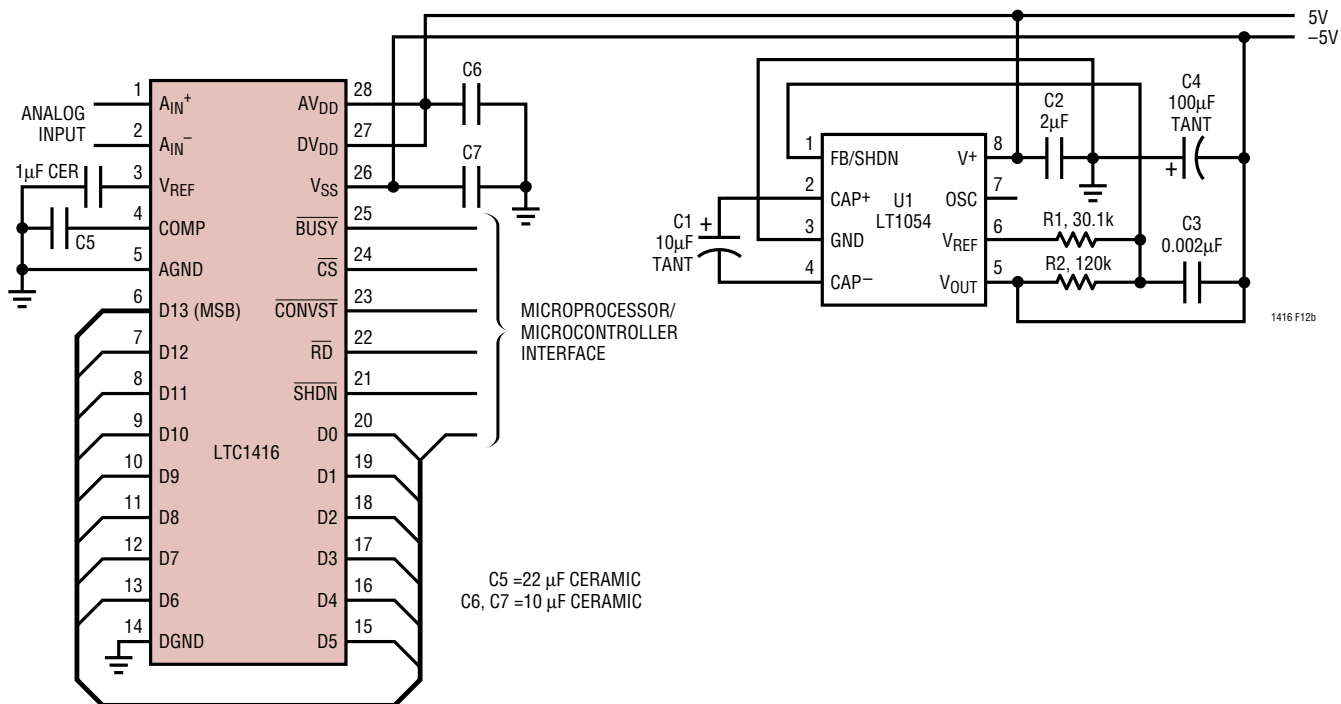 5V
–5V
ANALOG
INPUT
1µF CER
C5
C6
C7
1
2
3
4
5
6
7
8
9
10
11
12
13
14
AIN+
AIN–
VREF
COMP
AGND
D13 (MSB)
D12
D11
D10
D9
D8
D7
D6
DGND
LTC1416
AVDD
DVDD
VSS
BUSY
CS
CONVST
RD
SHDN
D0
D1
D2
D3
D4
D5
28
27
26
25
24
23
22
21
20
19
18
17
16
15
MICROPROCESSOR/
MICROCONTROLLER
INTERFACE
C5 =22 µF CERAMIC
C6, C7 =10 µF CERAMIC
C1
+
10µF
TANT
1
2
3
4
FB/SHDN
CAP+
GND
CAP–
U1
LT1054
V+
OSC
VREF
VOUT
8
7
6
5
C2
2µF
C4
100µF
TANT
+
R1, 30.1k
R2, 120k
C3
0.002µF
1416 F12b